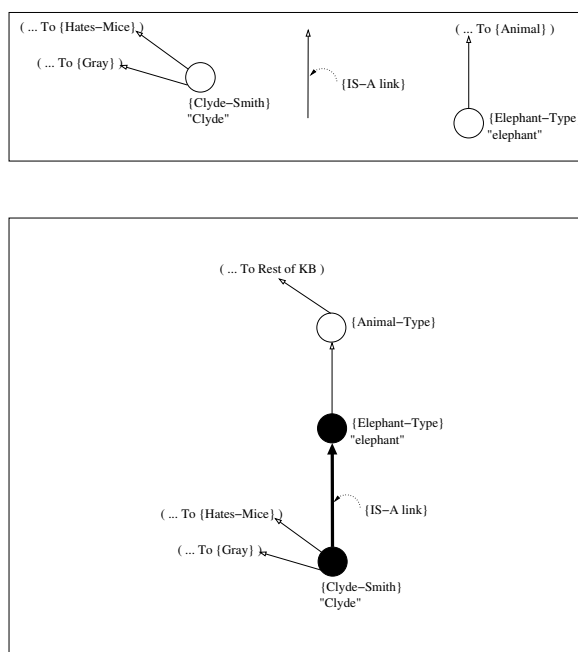 ( ... To {Hates−Mice} )
( ... To {Gray} )
{Clyde−Smith}
"Clyde"
{IS−A link}
( ... To {Animal} )
{Elephant−Type
"elephant"
( ... To Rest of KB )
{Animal−Type}
{Elephant−Type}
"elephant"
{IS−A link}
( ... To {Hates−Mice} )
( ... To {Gray} )
{Clyde−Smith}
"Clyde"